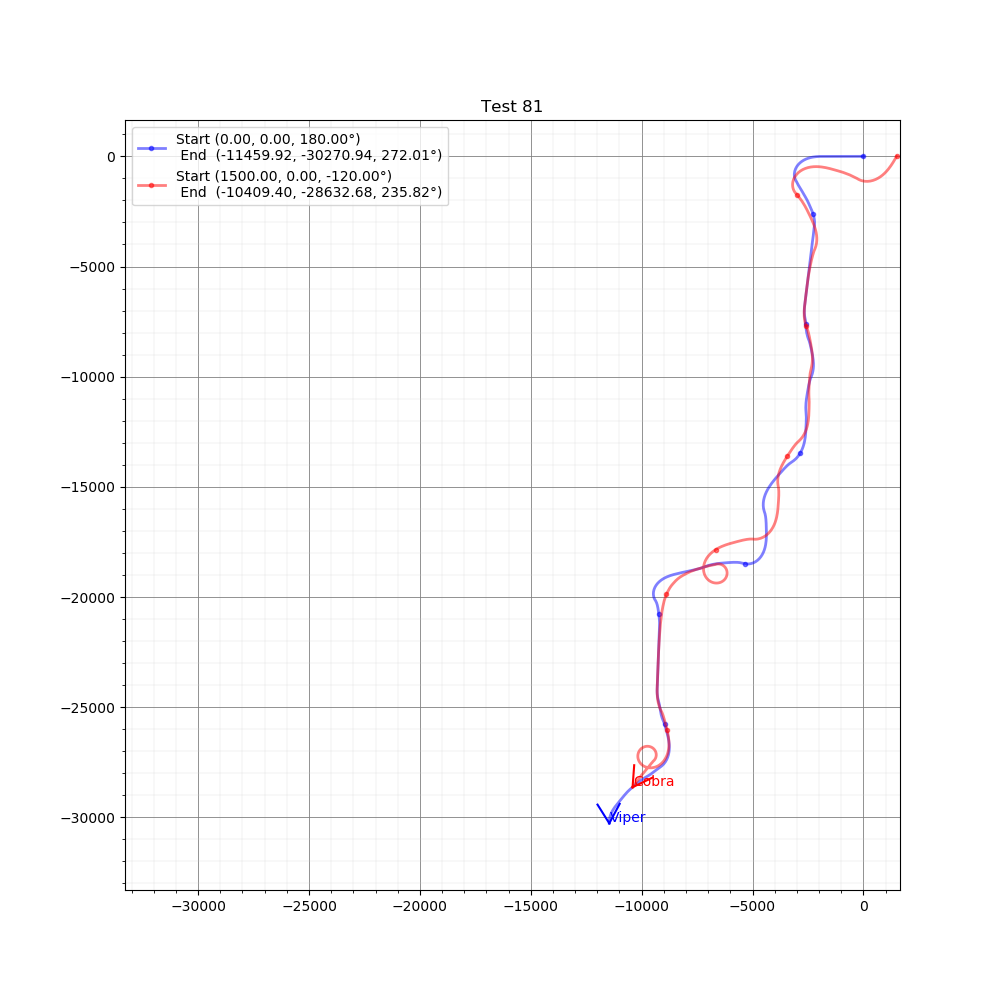 Test 81
Start (0.00, 0.00, 180.00°)
End (-11459.92, -30270.94, 272.01°)
Start (1500.00, 0.00, -120.00°)
End (-10409.40, -28632.68, 235.82°)
0
−5000
−10000
−15000
−20000
−25000
−30000
Cobra
Viper
−30000 −25000 −20000 −15000 −10000 −5000 0